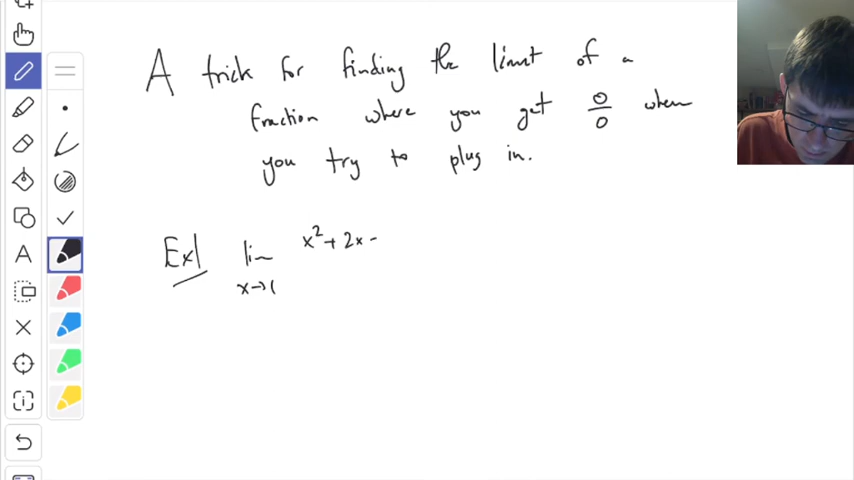 A trick for finding the limit of a
fraction where you get 0/0 when
you try to plug in.
Ex1 lim x→1 x²+2x-